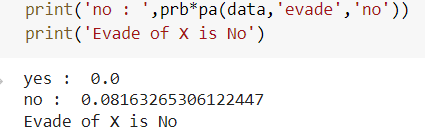 print('no : ',prb*pa(data,'evade','no'))
print('Evade of X is No')
yes :  0.0
no :  0.08163265306122447
Evade of X is No